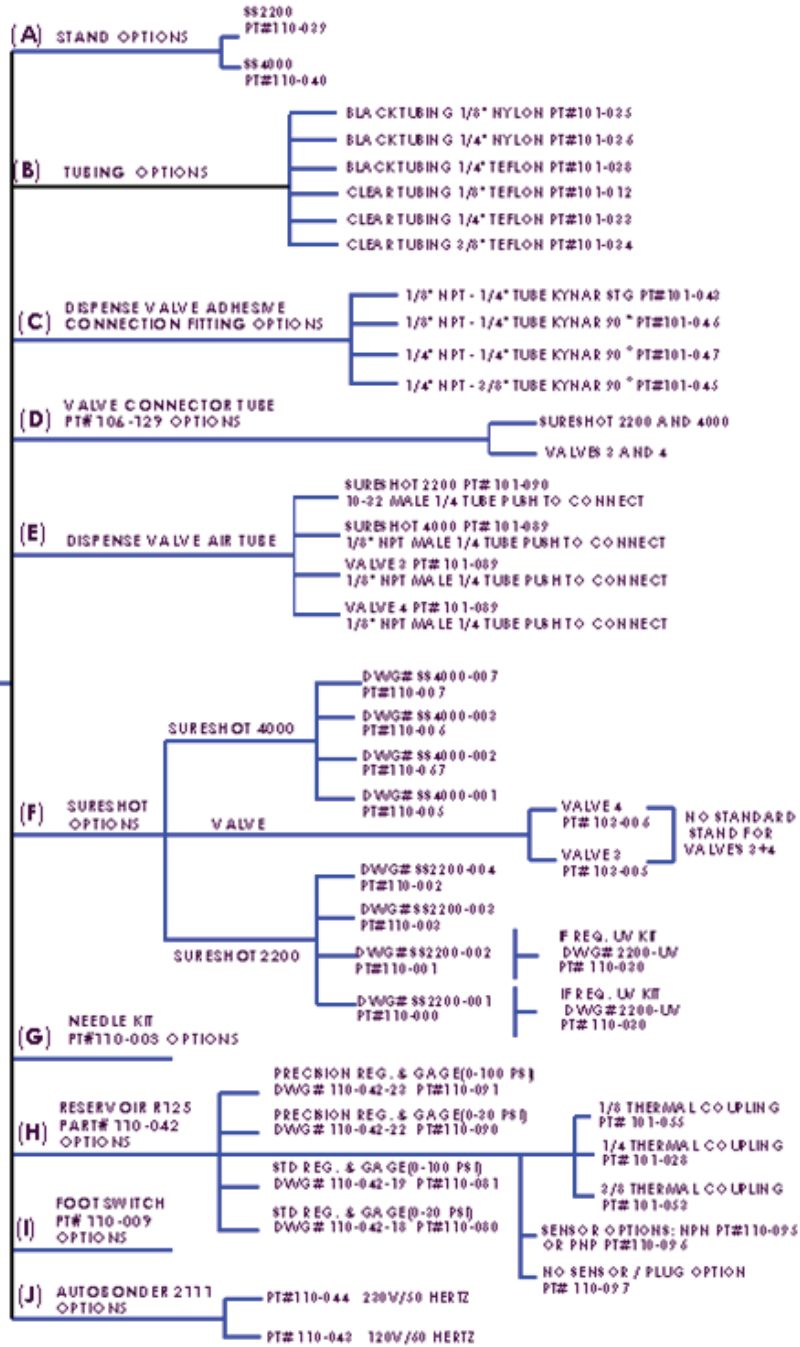 (A) STAND OPTIONS
SS2200
PT#110-039
SS4000
PT#110-040
(B) TUBING OPTIONS
BLACKTUBING 1/8" NYLON PT#101-035
BLACKTUBING 1/4" NYLON PT#101-036
BLACKTUBING 1/4" TEFLON PT#101-038
CLEARTUBING 1/8" TEFLON PT#101-012
CLEARTUBING 1/4" TEFLON PT#101-033
CLEARTUBING 3/8" TEFLON PT#101-034
(C) DISPENSE VALVE ADHESIVE
CONNECTION FITTING OPTIONS
1/8" NPT - 1/4" TUBE KYNAR STG PT#101-043
1/8" NPT - 1/4" TUBE KYNAR 90 ° PT#101-046
1/4" NPT - 1/4" TUBE KYNAR 90 ° PT#101-047
1/4" NPT - 3/8" TUBE KYNAR 90 ° PT#101-045
(D) VALVE CONNECTOR TUBE
PT# 106-129 OPTIONS
SURESHOT 2200 AND 4000
VALVES 3 AND 4
(E) DISPENSE VALVE AIR TUBE
SURESHOT 2200 PT# 101-090
10-32 MALE 1/4 TUBE PUSH TO CONNECT
SURESHOT 4000 PT# 101-089
1/8" NPT MALE 1/4 TUBE PUSH TO CONNECT
VALVE 3 PT# 101-089
1/8" NPT MALE 1/4 TUBE PUSH TO CONNECT
VALVE 4 PT# 101-089
1/8" NPT MALE 1/4 TUBE PUSH TO CONNECT
(F) SURESHOT
OPTIONS
SURESHOT 4000
DWG# SS4000-007
PT#110-007
DWG# SS4000-003
PT#110-006
DWG# SS4000-002
PT#110-067
DWG# SS4000-001
PT#110-005
VALVE
VALVE 4
PT# 103-006
VALVE 3
PT# 103-005
NO STANDARD
STAND FOR
VALVES 3+4
SURESHOT 2200
DWG# SS2200-004
PT#110-002
DWG# SS2200-003
PT#110-003
DWG# SS2200-002
PT#110-001
IF REQ. UV KIT
DWG# 2200-UV
PT# 110-030
DWG# SS2200-001
PT#110-000
IF REQ. UV KIT
DWG# 2200-UV
PT# 110-030
(G) NEEDLE KIT
PT#110-008 OPTIONS
(H) RESERVOIR R125
PART# 110-042
OPTIONS
PRECISION REG. & GAGE(0-100 PSI)
DWG# 110-042-23 PT#110-091
PRECISION REG. & GAGE(0-30 PSI)
DWG# 110-042-22 PT#110-090
STD REG. & GAGE(0-100 PSI)
DWG# 110-042-19 PT#110-081
STD REG. & GAGE(0-30 PSI)
DWG# 110-042-18 PT#110-080
1/8 THERMAL COUPLING
PT# 101-055
1/4 THERMAL COUPLING
PT# 101-028
3/8 THERMAL COUPLING
PT# 101-053
SENSOR OPTIONS: NPN PT#110-095
OR PNP PT#110-096
NO SENSOR / PLUG OPTION
PT# 110-097
(I) FOOT SWITCH
PT# 110-009
OPTIONS
(J) AUTOBONDER 2111
OPTIONS
PT#110-044 230V/50 HERTZ
PT# 110-043 120V/60 HERTZ